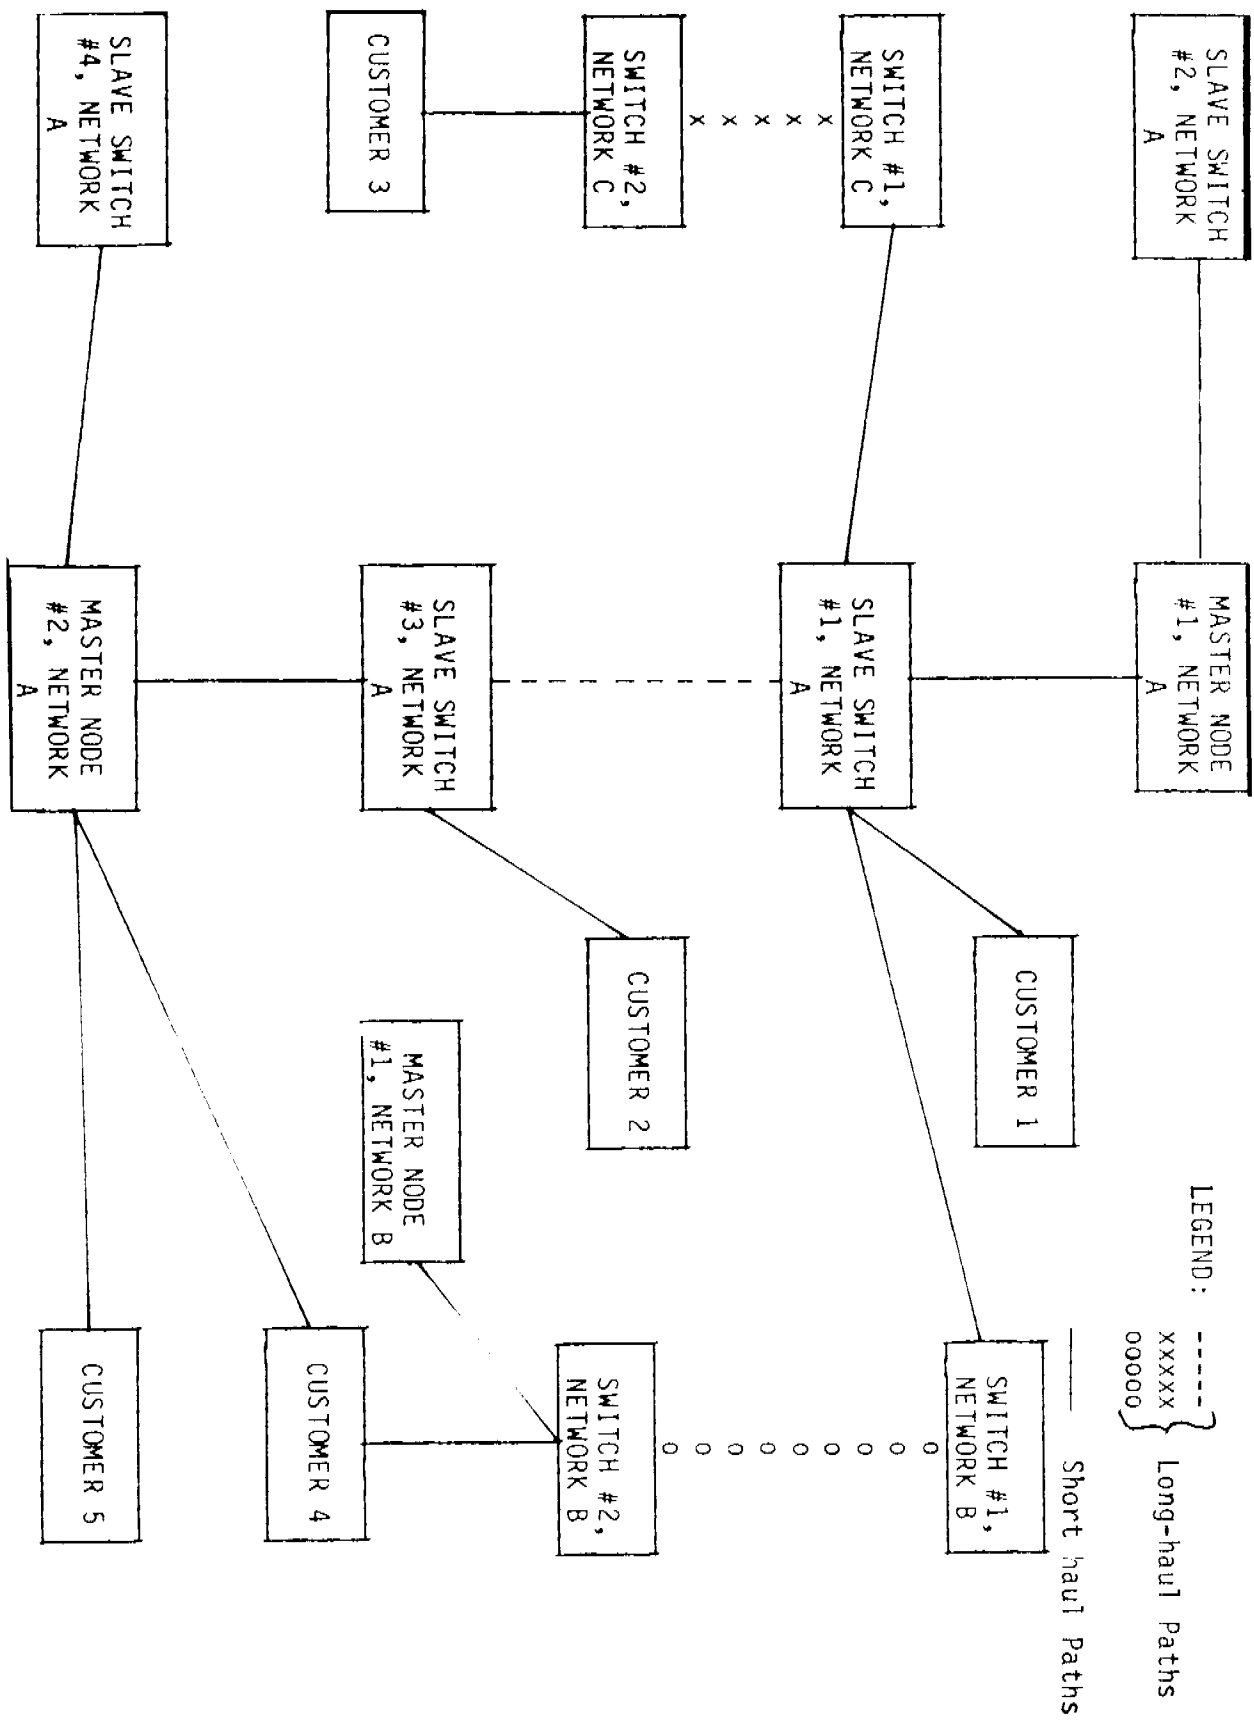 LEGEND:
-----
xxxxx
ooooo
Long-haul Paths
Short haul Paths
SLAVE SWITCH
#2, NETWORK
A
MASTER NODE
#1, NETWORK
A
SWITCH #1,
NETWORK C
SLAVE SWITCH
#1, NETWORK
A
CUSTOMER 1
SWITCH #1,
NETWORK B
x x x x x
o o o o o o o o o
SWITCH #2,
NETWORK C
CUSTOMER 2
SWITCH #2,
NETWORK B
CUSTOMER 3
SLAVE SWITCH
#3, NETWORK
A
MASTER NODE
#1, NETWORK B
CUSTOMER 4
SLAVE SWITCH
#4, NETWORK
A
MASTER NODE
#2, NETWORK
A
CUSTOMER 5